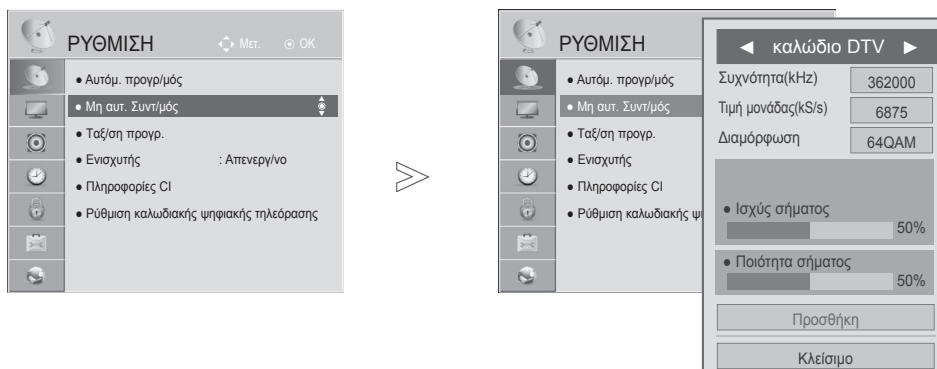 ΡΥΘΜΙΣΗ Μετ. OK
● Αυτόμ. προγρ/μός
● Μη αυτ. Συντ/μός
● Ταξ/ση προγρ.
● Ενισχυτής : Απενεργ/νο
● Πληροφορίες CI
● Ρύθμιση καλωδιακής ψηφιακής τηλεόρασης
ΡΥΘΜΙΣΗ
● Αυτόμ. προγρ/μός
● Μη αυτ. Συντ/μός
● Ταξ/ση προγρ.
● Ενισχυτής
● Πληροφορίες CI
● Ρύθμιση καλωδιακής ψ
◄ καλώδιο DTV ►
Συχνότητα(kHz) 362000
Τιμή μονάδας(kS/s) 6875
Διαμόρφωση 64QAM
● Ισχύς σήματος
50%
● Ποιότητα σήματος
50%
Προσθήκη
Κλείσιμο